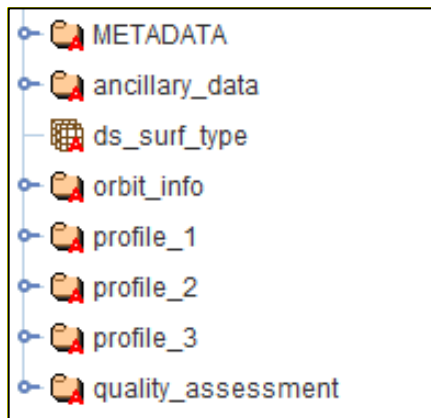 METADATA
ancillary_data
ds_surf_type
orbit_info
profile_1
profile_2
profile_3
quality_assessment